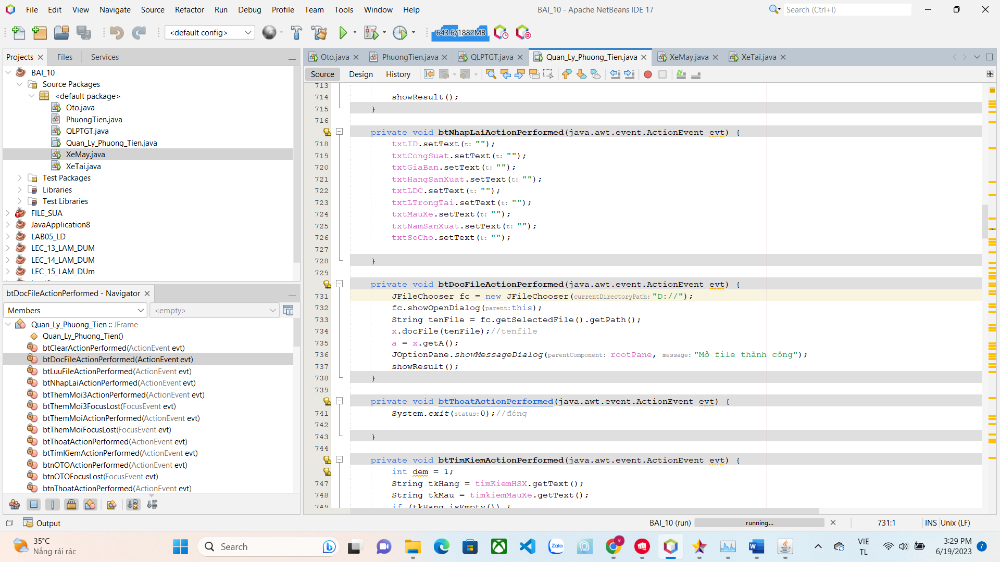 File Edit View Navigate Source Refactor Run Debug Profile Team Tools Window Help
BAI_10 - Apache NetBeans IDE 17
Search (Ctrl+I)
<default config>
643.6/1882MB
Projects
Files
Services
BAI_10
Source Packages
<default package>
Oto.java
PhuongTien.java
QLPTGT.java
Quan_Ly_Phuong_Tien.java
XeMay.java
XeTai.java
Test Packages
Libraries
Test Libraries
FILE_SUA
JavaApplication8
LAB05_LD
LEC_13_LAM_DUM
LEC_14_LAM_DUM
LEC_15_LAM_DUm
btDocFileActionPerformed - Navigator
Members
<empty>
Quan_Ly_Phuong_Tien :: JFrame
Quan_Ly_Phuong_Tien()
btClearActionPerformed(ActionEvent evt)
btDocFileActionPerformed(ActionEvent evt)
btLuuFileActionPerformed(ActionEvent evt)
btNhapLaiActionPerformed(ActionEvent evt)
btThemMoi3ActionPerformed(ActionEvent evt)
btThemMoi3FocusLost(FocusEvent evt)
btThemMoiActionPerformed(ActionEvent evt)
btThemMoiFocusLost(FocusEvent evt)
btThoatActionPerformed(ActionEvent evt)
btTimKiemActionPerformed(ActionEvent evt)
btnOTOActionPerformed(ActionEvent evt)
btnOTOFocusLost(FocusEvent evt)
btnThoatActionPerformed(ActionEvent evt)
Oto.java PhuongTien.java QLPTGT.java Quan_Ly_Phuong_Tien.java XeMay.java XeTai.java
Source Design History
713
714 showResult();
715 }
716
private void btNhapLaiActionPerformed(java.awt.event.ActionEvent evt) {
718 txtID.setText(t: "");
719 txtCongSuat.setText(t: "");
720 txtGiaBan.setText(t: "");
721 txtHangSanXuat.setText(t: "");
722 txtLDC.setText(t: "");
723 txtLTrongTai.setText(t: "");
724 txtMauXe.setText(t: "");
725 txtNamSanXuat.setText(t: "");
726 txtSoCho.setText(t: "");
727
728 }
729
private void btDocFileActionPerformed(java.awt.event.ActionEvent evt) {
731 JFileChooser fc = new JFileChooser(currentDirectoryPath: "D://");
732 fc.showOpenDialog(parent: this);
733 String tenFile = fc.getSelectedFile().getPath();
734 x.docFile(tenFile);//tenfile
735 a = x.getA();
736 JOptionPane.showMessageDialog(parentComponent: rootPane, message: "Mở file thành công");
737 showResult();
738 }
739
private void btThoatActionPerformed(java.awt.event.ActionEvent evt) {
741 System.exit(status: 0);//đóng
742
743 }
744
private void btTimKiemActionPerformed(java.awt.event.ActionEvent evt) {
int dem = 1;
747 String tkHang = timKiemHSX.getText();
748 String tkMau = timkiemMauXe.getText();
749 if (tkHang.isEmpty()) {
Output
BAI_10 (run)
running...
731:1
INS
Unix (LF)
35°C
Nắng rải rác
Search
Zalo
V
VIE
TL
3:29 PM
6/19/2023
7